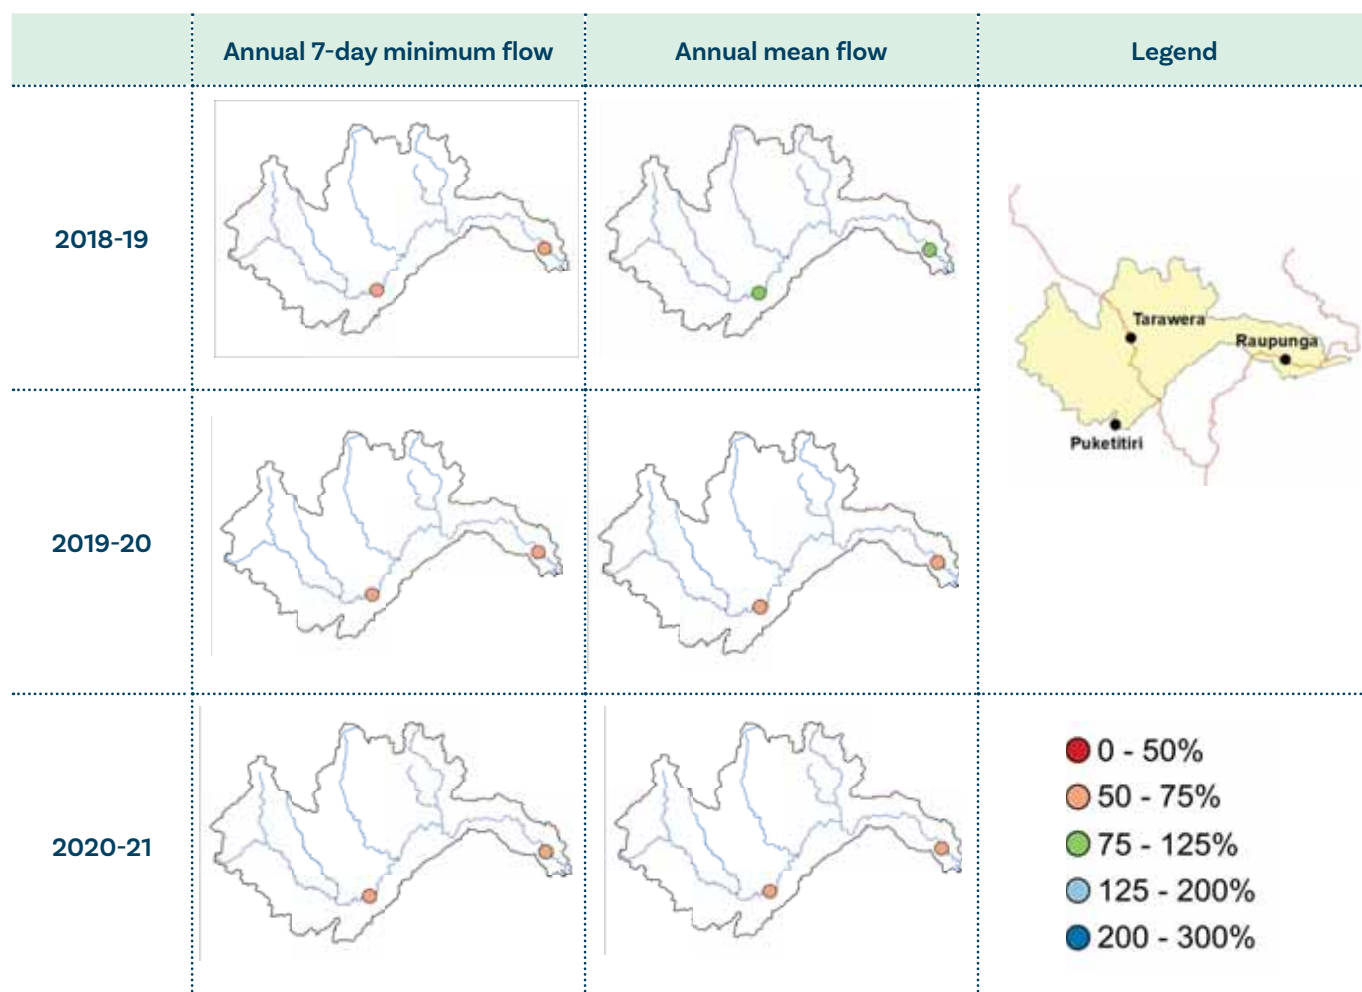 Annual 7-day minimum flow
Annual mean flow
Legend
2018-19
Tarawera
Raupunga
Puketitiri
2019-20
2020-21
0 - 50%
50 - 75%
75 - 125%
125 - 200%
200 - 300%